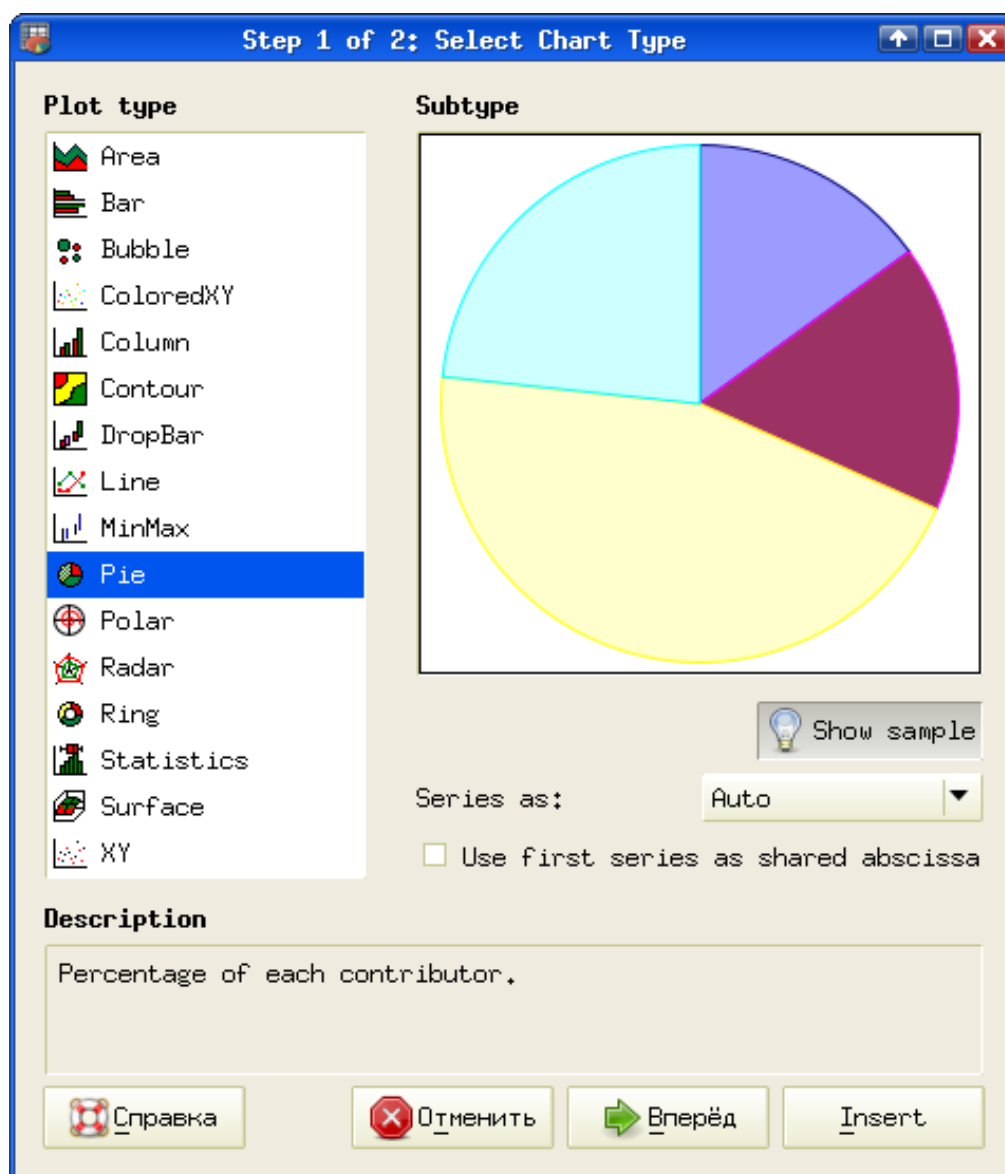 Step 1 of 2: Select Chart Type
Plot type
Area
Bar
Bubble
ColoredXY
Column
Contour
DropBar
Line
MinMax
Pie
Polar
Radar
Ring
Statistics
Surface
XY
Subtype
Show sample
Series as: Auto
Use first series as shared abscissa
Description
Percentage of each contributor.
Справка Отменить Вперёд Insert